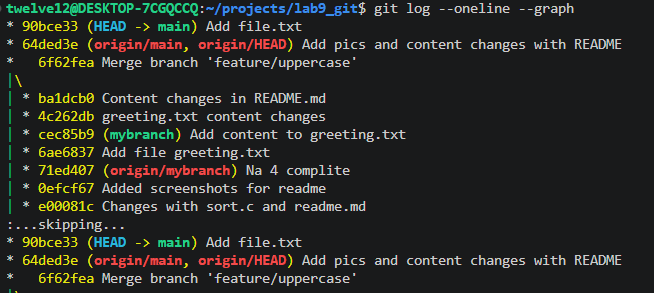 twelve12@DESKTOP-7CGQCCQ:~/projects/lab9_git$ git log --oneline --graph
* 90bce33 (HEAD -> main) Add file.txt
* 64ded3e (origin/main, origin/HEAD) Add pics and content changes with README
*   6f62fea Merge branch 'feature/uppercase'
|\
| * ba1dcb0 Content changes in README.md
| * 4c262db greeting.txt content changes
| * cec85b9 (mybranch) Add content to greeting.txt
| * 6ae6837 Add file greeting.txt
| * 71ed407 (origin/mybranch) Na 4 complite
| * 0efcf67 Added screenshots for readme
| * e00081c Changes with sort.c and readme.md
:...skipping...
* 90bce33 (HEAD -> main) Add file.txt
* 64ded3e (origin/main, origin/HEAD) Add pics and content changes with README
*   6f62fea Merge branch 'feature/uppercase'
|\